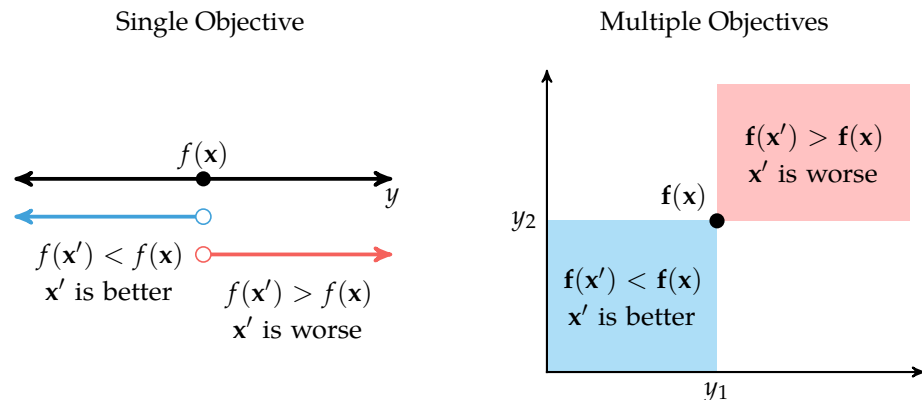 Single Objective
f(𝐱)
y
f(𝐱′) < f(𝐱)
𝐱′ is better
f(𝐱′) > f(𝐱)
𝐱′ is worse
Multiple Objectives
𝐟(𝐱′) > 𝐟(𝐱)
𝐱′ is worse
𝐟(𝐱)
y₂
𝐟(𝐱′) < 𝐟(𝐱)
𝐱′ is better
y₁